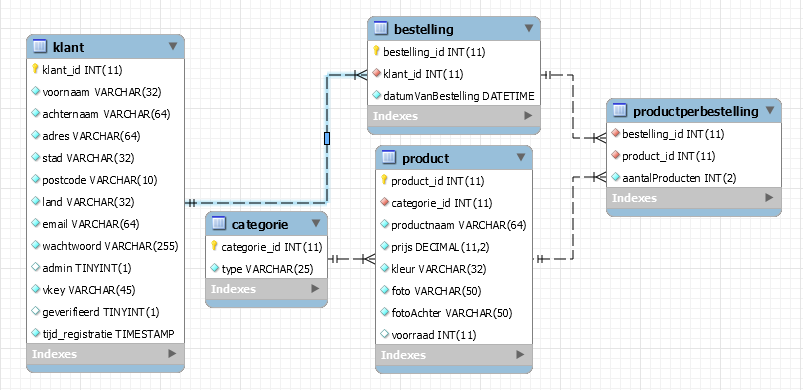 klant
klant_id INT(11)
voornaam VARCHAR(32)
achternaam VARCHAR(64)
adres VARCHAR(64)
stad VARCHAR(32)
postcode VARCHAR(10)
land VARCHAR(32)
email VARCHAR(64)
wachtwoord VARCHAR(255)
admin TINYINT(1)
vkey VARCHAR(45)
geverifieerd TINYINT(1)
tijd_registratie TIMESTAMP
Indexes
bestelling
bestelling_id INT(11)
klant_id INT(11)
datumVanBestelling DATETIME
Indexes
categorie
categorie_id INT(11)
type VARCHAR(25)
Indexes
product
product_id INT(11)
categorie_id INT(11)
productnaam VARCHAR(64)
prijs DECIMAL(11,2)
kleur VARCHAR(32)
foto VARCHAR(50)
fotoAchter VARCHAR(50)
voorraad INT(11)
Indexes
productperbestelling
bestelling_id INT(11)
product_id INT(11)
aantalProducten INT(2)
Indexes